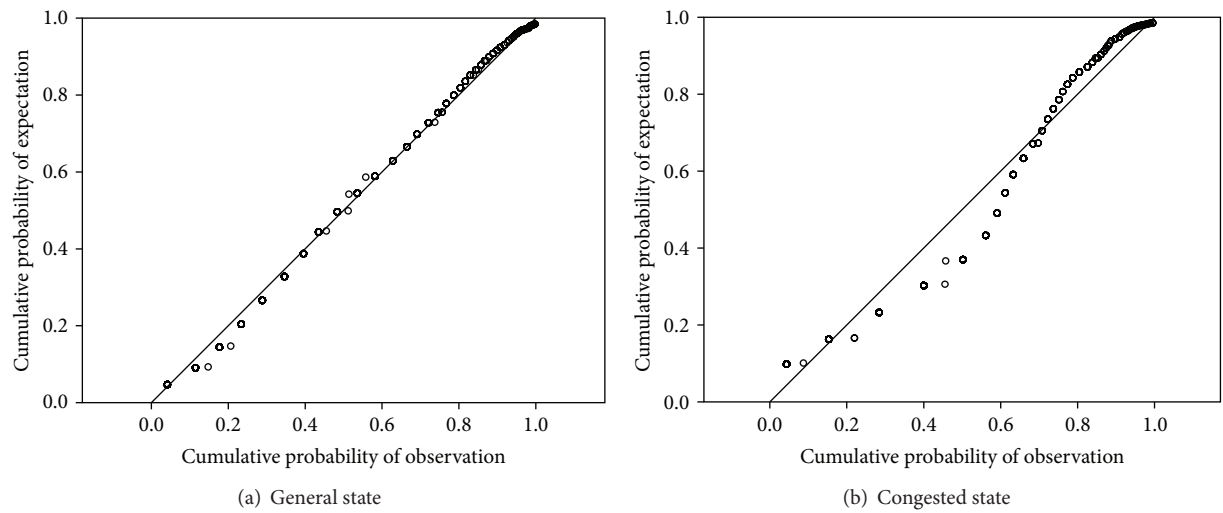 1.0
0.8
0.6
0.4
0.2
0.0
Cumulative probability of expectation
0.0 0.2 0.4 0.6 0.8 1.0
Cumulative probability of observation
(a) General state
1.0
0.8
0.6
0.4
0.2
0.0
Cumulative probability of expectation
0.0 0.2 0.4 0.6 0.8 1.0
Cumulative probability of observation
(b) Congested state